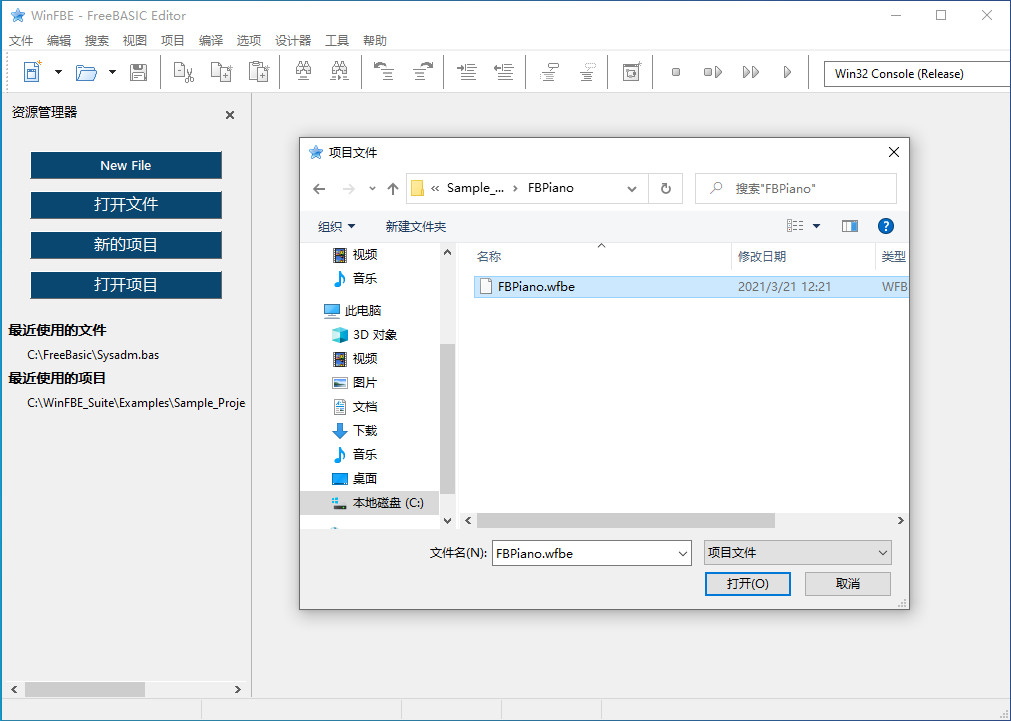 WinFBE - FreeBASIC Editor
文件 编辑 搜索 视图 项目 编译 选项 设计器 工具 帮助
Win32 Console (Release)
资源管理器
New File
打开文件
新的项目
打开项目
最近使用的文件
C:\FreeBasic\Sysadm.bas
最近使用的项目
C:\WinFBE_Suite\Examples\Sample_Proje
项目文件
« Sample_... › FBPiano
搜索"FBPiano"
组织 新建文件夹
名称 修改日期 类型
FBPiano.wfbe 2021/3/21 12:21 WFB
视频
音乐
此电脑
3D 对象
视频
图片
文档
下载
音乐
桌面
本地磁盘 (C:)
文件名(N): FBPiano.wfbe 项目文件
打开(O) 取消